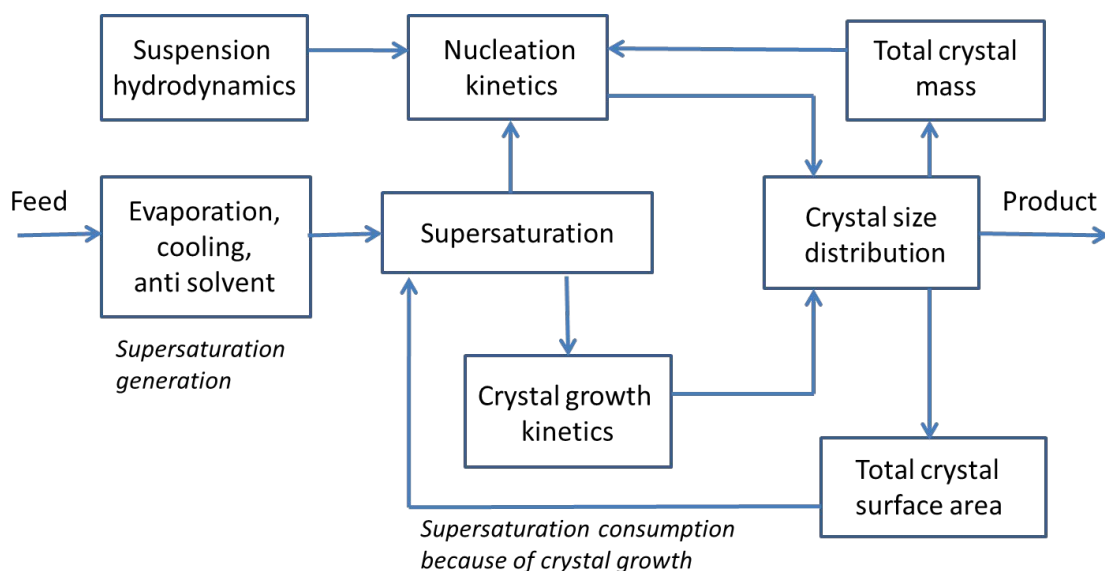 Suspension
hydrodynamics
Nucleation
kinetics
Total crystal
mass
Feed
Evaporation,
cooling,
anti solvent
Supersaturation
Crystal size
distribution
Product
Supersaturation
generation
Crystal growth
kinetics
Total crystal
surface area
Supersaturation consumption
because of crystal growth